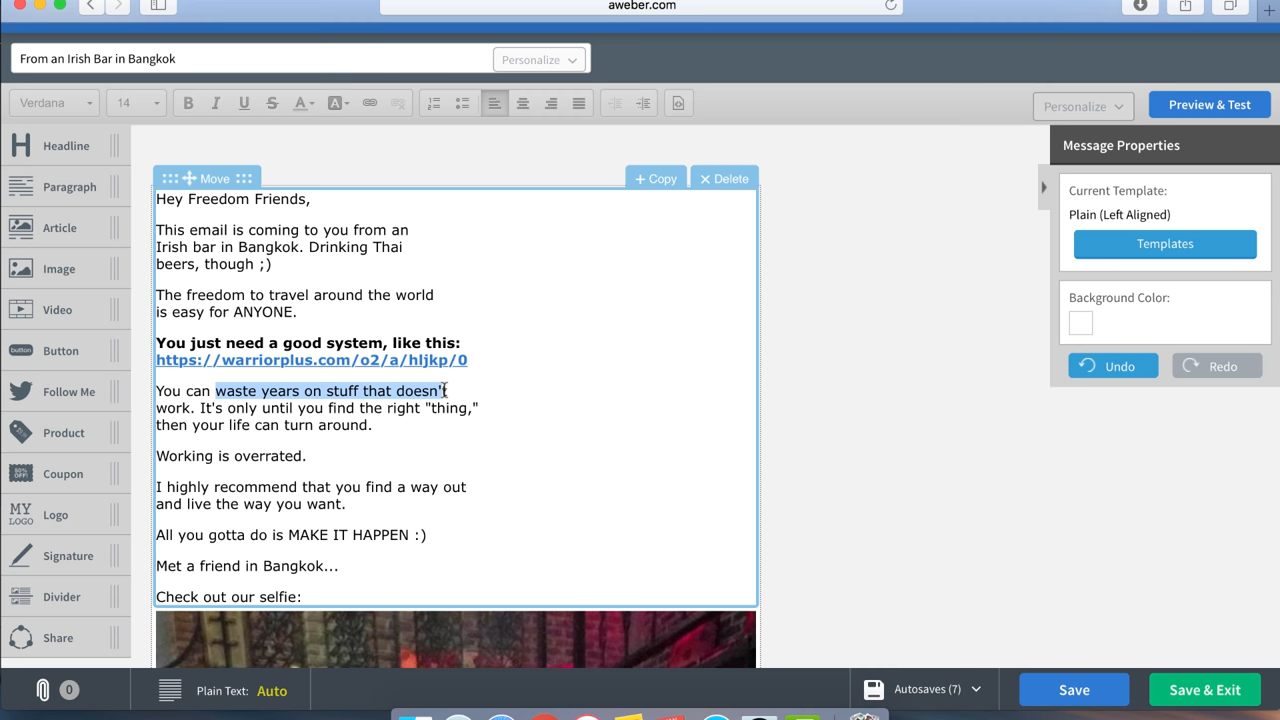 aweber.com
From an Irish Bar in Bangkok
Personalize
Verdana
14
B I U S A A
Personalize
Preview & Test
Headline
Paragraph
Article
Image
Video
button
Button
Follow Me
Product
50% OFF!
Coupon
MY LOGO
Logo
Signature
Divider
Share
Move
+ Copy
Delete
Hey Freedom Friends,
This email is coming to you from an
Irish bar in Bangkok. Drinking Thai
beers, though ;)
The freedom to travel around the world
is easy for ANYONE.
You just need a good system, like this:
https://warriorplus.com/o2/a/hljkp/0
You can waste years on stuff that doesn't
work. It's only until you find the right "thing,"
then your life can turn around.
Working is overrated.
I highly recommend that you find a way out
and live the way you want.
All you gotta do is MAKE IT HAPPEN :)
Met a friend in Bangkok...
Check out our selfie:
Message Properties
Current Template:
Plain (Left Aligned)
Templates
Background Color:
Undo
Redo
0
Plain Text: Auto
Autosaves (7)
Save
Save & Exit